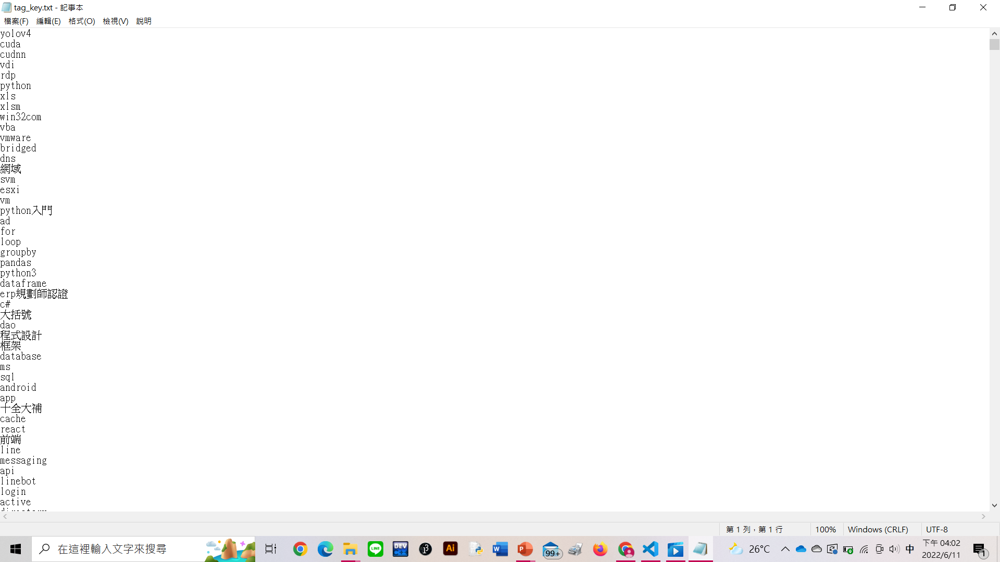 tag_key.txt - 記事本
檔案(F) 編輯(E) 格式(O) 檢視(V) 說明
yolov4
cuda
cudnn
vdi
rdp
python
xls
xlsm
win32com
vba
vmware
bridged
dns
網域
svm
esxi
vm
python入門
ad
for
loop
groupby
pandas
python3
dataframe
erp規劃師認證
c#
大括號
dao
程式設計
框架
database
ms
sql
android
app
十全大補
cache
react
前端
line
messaging
api
linebot
login
active
第 1 列，第 1 行 100% Windows (CRLF) UTF-8
在這裡輸入文字來搜尋
LINE
DEV C++
Ai
W
P
99+
26°C
中
下午 04:02
2022/6/11
1